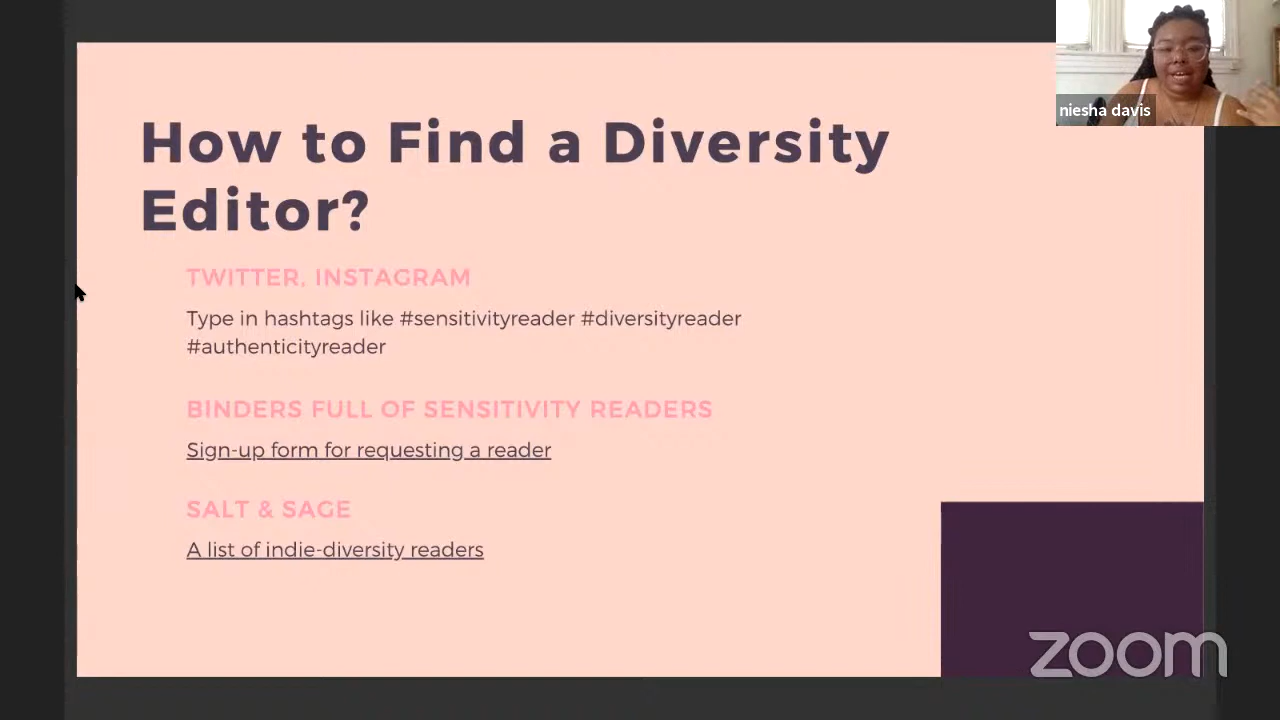 niesha davis
How to Find a Diversity
Editor?
TWITTER, INSTAGRAM
Type in hashtags like #sensitivityreader #diversityreader
#authenticityreader
BINDERS FULL OF SENSITIVITY READERS
Sign-up form for requesting a reader
SALT & SAGE
A list of indie-diversity readers
zoom